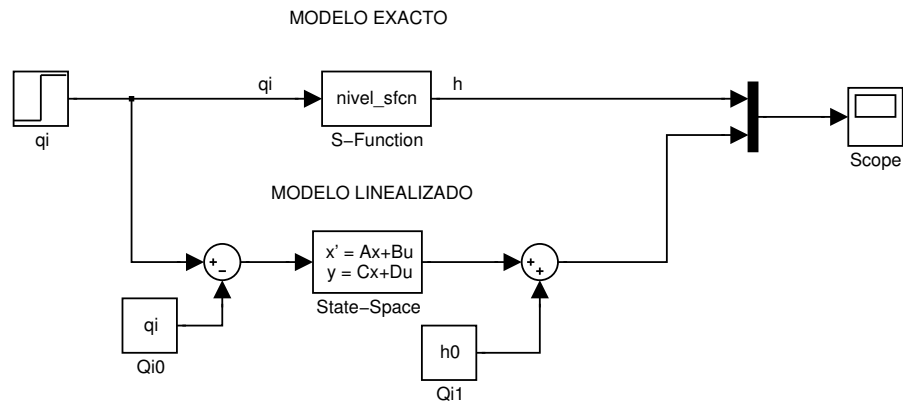 MODELO EXACTO
qi
h
nivel_sfcn
qi
S−Function
Scope
MODELO LINEALIZADO
x' = Ax+Bu
y = Cx+Du
State−Space
qi
Qi0
h0
Qi1